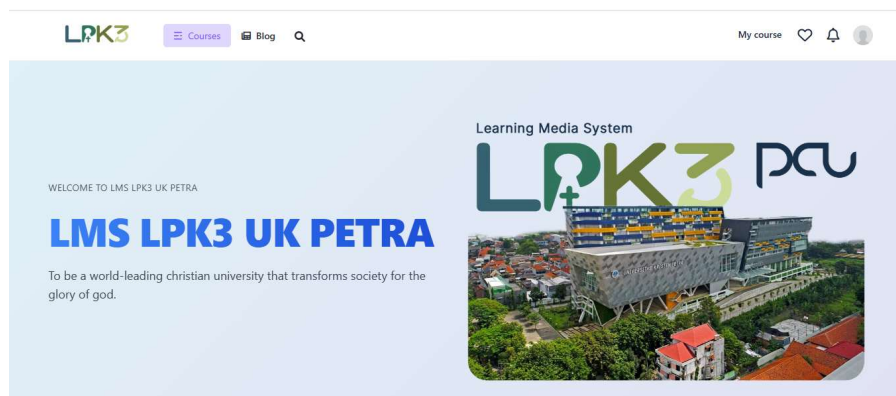 LPK3
Courses
Blog
My course
Learning Media System
LPK3 pcu
WELCOME TO LMS LPK3 UK PETRA
LMS LPK3 UK PETRA
To be a world-leading christian university that transforms society for the
glory of god.